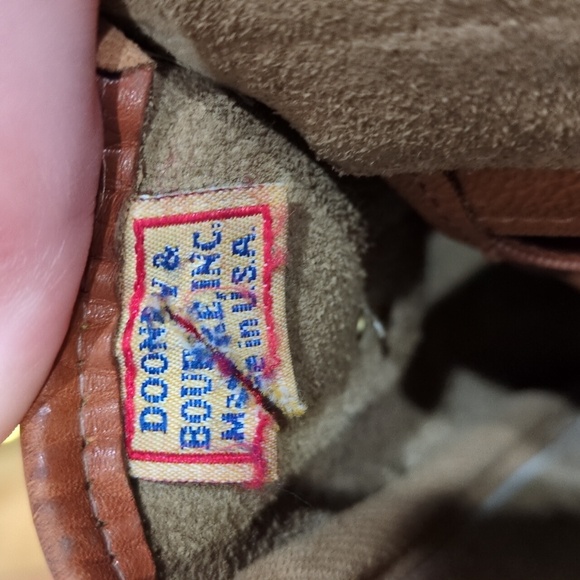 DOONEY &
BOURKE, INC.
Made in U.S.A.